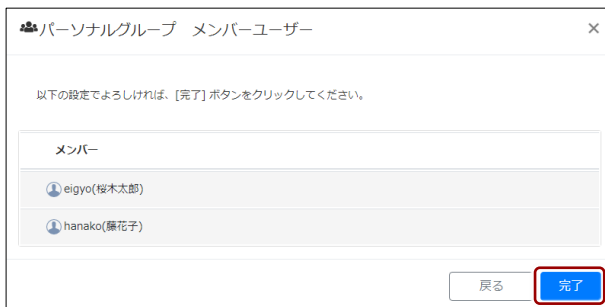 パーソナルグループ　メンバーユーザー
以下の設定でよろしければ、[完了] ボタンをクリックしてください。
メンバー
eigyo(桜木太郎)
hanako(藤花子)
戻る 完了